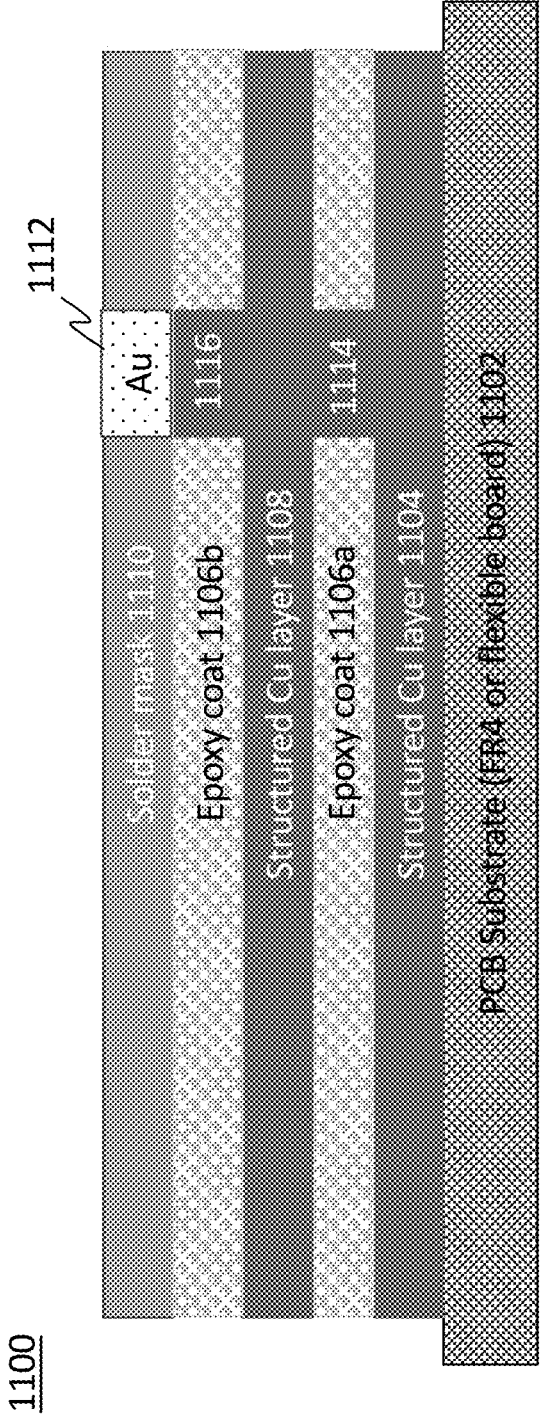 1100
1112
Au
Solder mask 1110
1116
Epoxy coat 1106b
Structured Cu layer 1108
1114
Epoxy coat 1106a
Structured Cu layer 1104
PCB Substrate (FR4 or flexible board) 1102